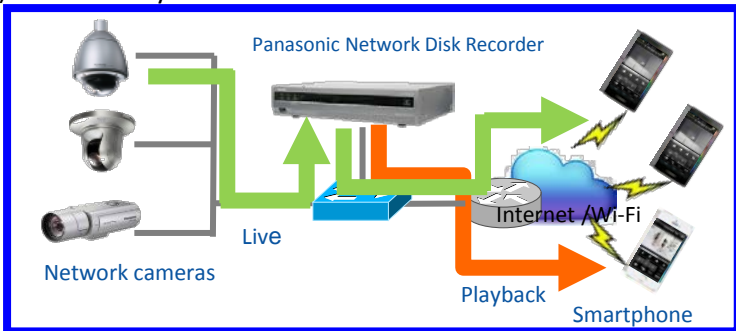 Panasonic Network Disk Recorder
Internet /Wi-Fi
Live
Network cameras
Playback
Smartphone